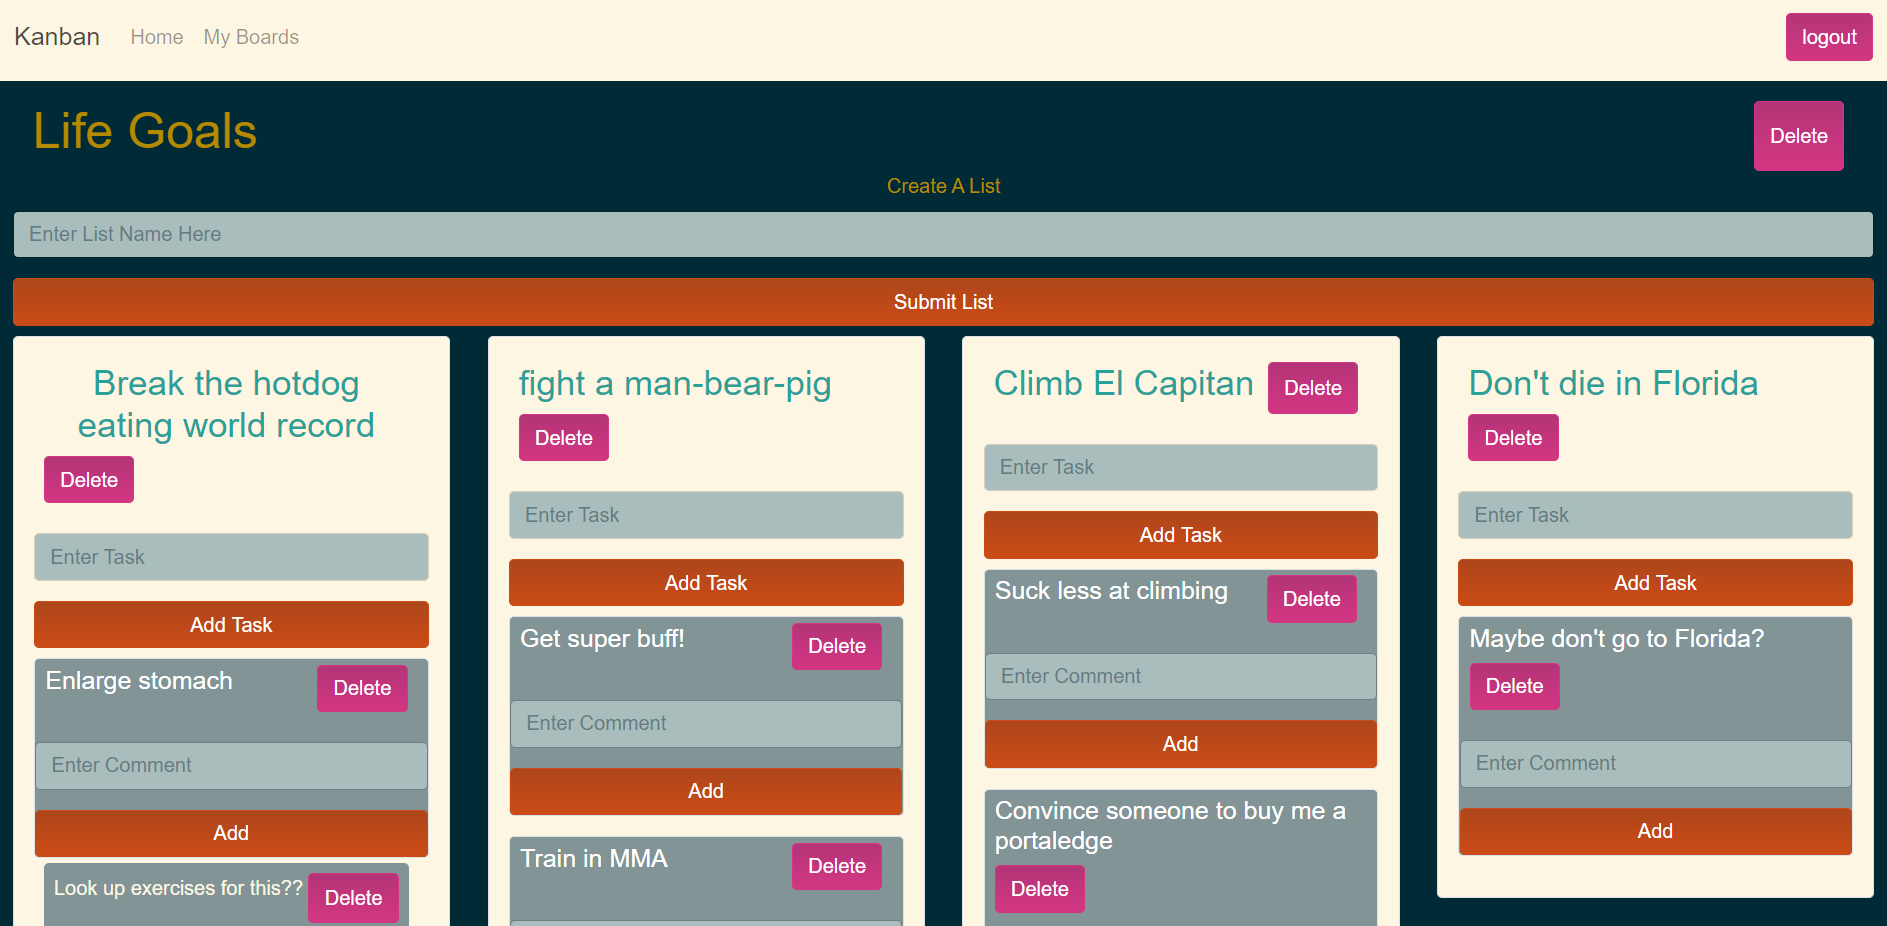 Kanban Home My Boards logout
Life Goals Delete
Create A List
Enter List Name Here
Submit List
Break the hotdog
eating world record
Delete
Enter Task
Add Task
Enlarge stomach Delete
Enter Comment
Add
Look up exercises for this?? Delete
fight a man-bear-pig
Delete
Enter Task
Add Task
Get super buff! Delete
Enter Comment
Add
Train in MMA Delete
Climb El Capitan Delete
Enter Task
Add Task
Suck less at climbing Delete
Enter Comment
Add
Convince someone to buy me a
portaledge
Delete
Don't die in Florida
Delete
Enter Task
Add Task
Maybe don't go to Florida?
Delete
Enter Comment
Add